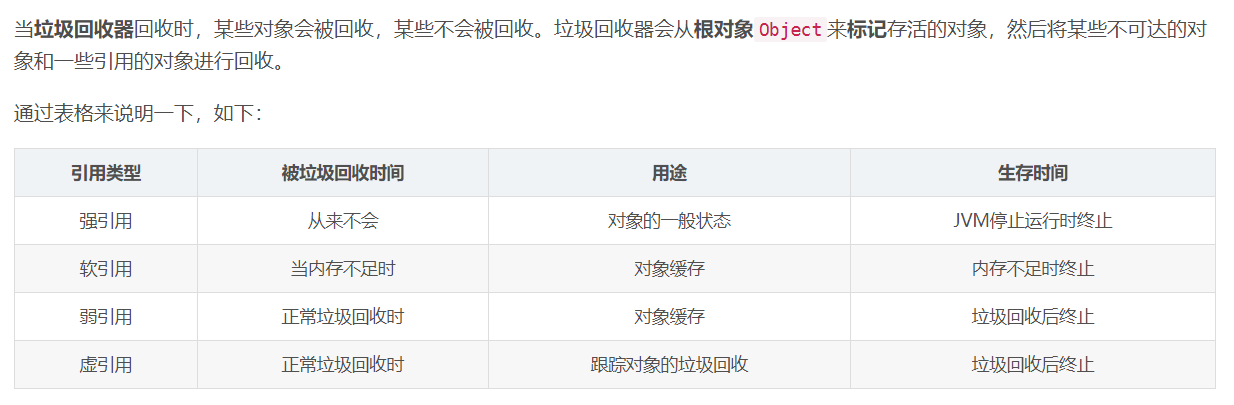 当垃圾回收器回收时，某些对象会被回收，某些不会被回收。垃圾回收器会从根对象 Object 来标记存活的对象，然后将某些不可达的对
象和一些引用的对象进行回收。
通过表格来说明一下，如下：
引用类型 被垃圾回收时间 用途 生存时间
强引用 从来不会 对象的一般状态 JVM停止运行时终止
软引用 当内存不足时 对象缓存 内存不足时终止
弱引用 正常垃圾回收时 对象缓存 垃圾回收后终止
虚引用 正常垃圾回收时 跟踪对象的垃圾回收 垃圾回收后终止